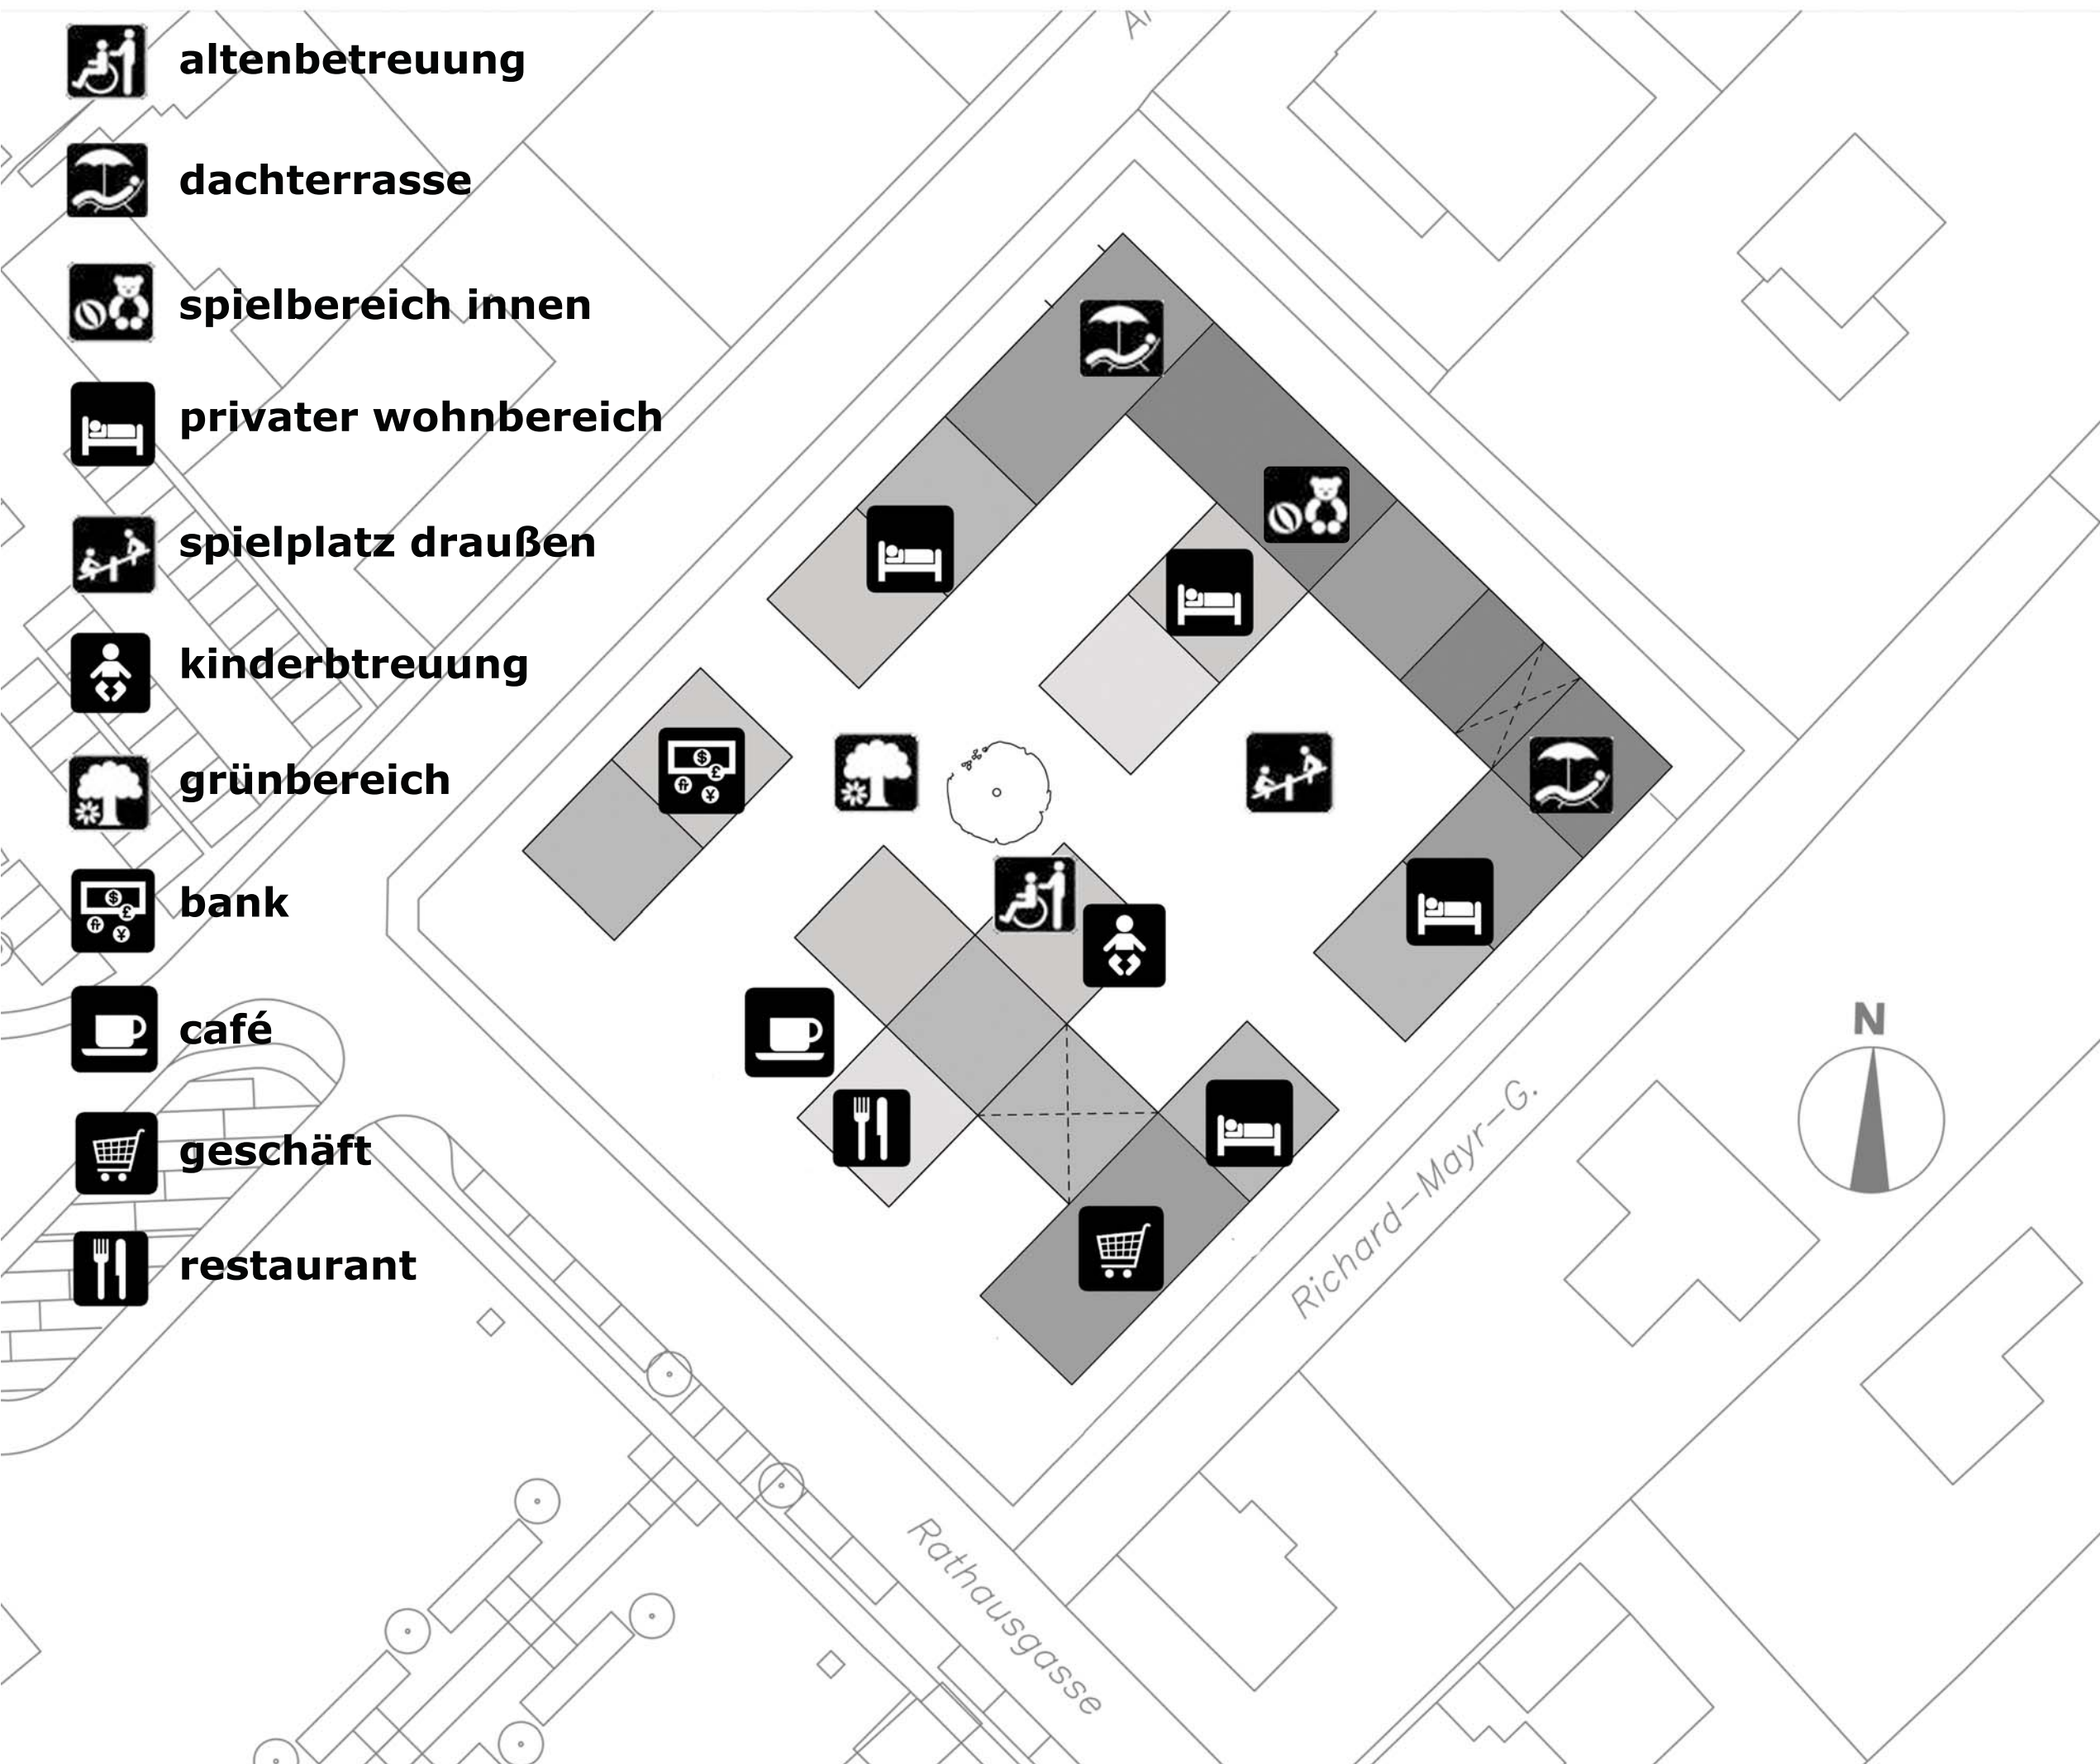 altenbetreuung
dachterrasse
spielbereich innen
privater wohnbereich
spielplatz draußen
kinderbtreuung
grünbereich
bank
café
geschäft
restaurant
N
Richard-Mayr-G.
Rathausgasse